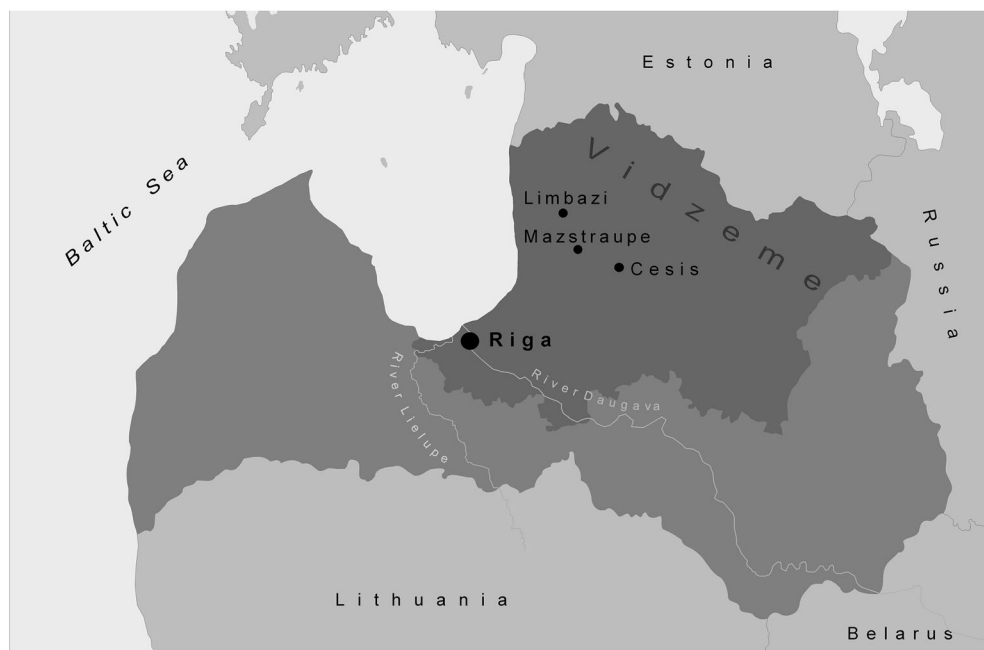 Estonia
Baltic Sea
Vidzeme
Limbazi
Mazstraupe
Cesis
Russia
Riga
River Lielupe
River Daugava
Lithuania
Belarus